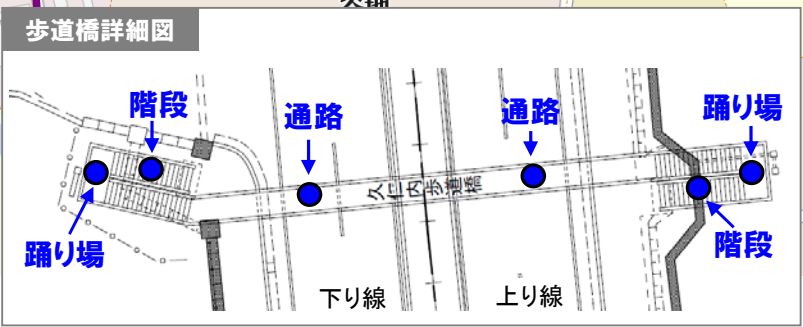 歩道橋詳細図
階段
通路
通路
踊り場
久仁内歩道橋
踊り場
階段
下り線
上り線